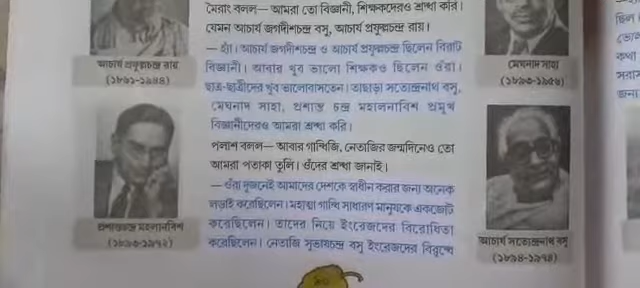 মৈরাং বলল— আমরা তো বিজ্ঞানী, শিক্ষকদেরও শ্রদ্ধা করি।
যেমন আচার্য জগদীশচন্দ্র বসু, আচার্য প্রফুল্লচন্দ্র রায়।
— হ্যাঁ। আচার্য জগদীশচন্দ্র ও আচার্য প্রফুল্লচন্দ্র ছিলেন বিরাট
বিজ্ঞানী। আবার খুব ভালো শিক্ষকও ছিলেন ওঁরা।
ছাত্র-ছাত্রীদের খুব ভালোবাসতেন। তাছাড়া সত্যেন্দ্রনাথ বসু,
মেঘনাদ সাহা, প্রশান্ত চন্দ্র মহালনাবিশ প্রমুখ
বিজ্ঞানীদেরও আমরা শ্রদ্ধা করি।
পলাশ বলল— আবার গান্ধিজি, নেতাজির জন্মদিনেও তো
আমরা পতাকা তুলি। ওঁদের শ্রদ্ধা জানাই।
— ওঁরা দুজনেই আমাদের দেশকে স্বাধীন করার জন্য অনেক
লড়াই করেছিলেন। মহাত্মা গান্ধি সাধারণ মানুষকে একজোট
করেছিলেন। তাদের নিয়ে ইংরেজদের বিরোধিতা
করেছিলেন। নেতাজি সুভাষচন্দ্র বসু ইংরেজদের বিরুদ্ধে
আচার্য প্রফুল্লচন্দ্র রায়
(১৮৬১-১৯৪৪)
প্রশান্তচন্দ্র মহলানবিশ
(১৮৯৩-১৯৭২)
মেঘনাদ সাহা
(১৮৯৩-১৯৫৬)
আচার্য সত্যেন্দ্রনাথ বসু
(১৮৯৪-১৯৭৪)
ছিল।
কথা
জন্য